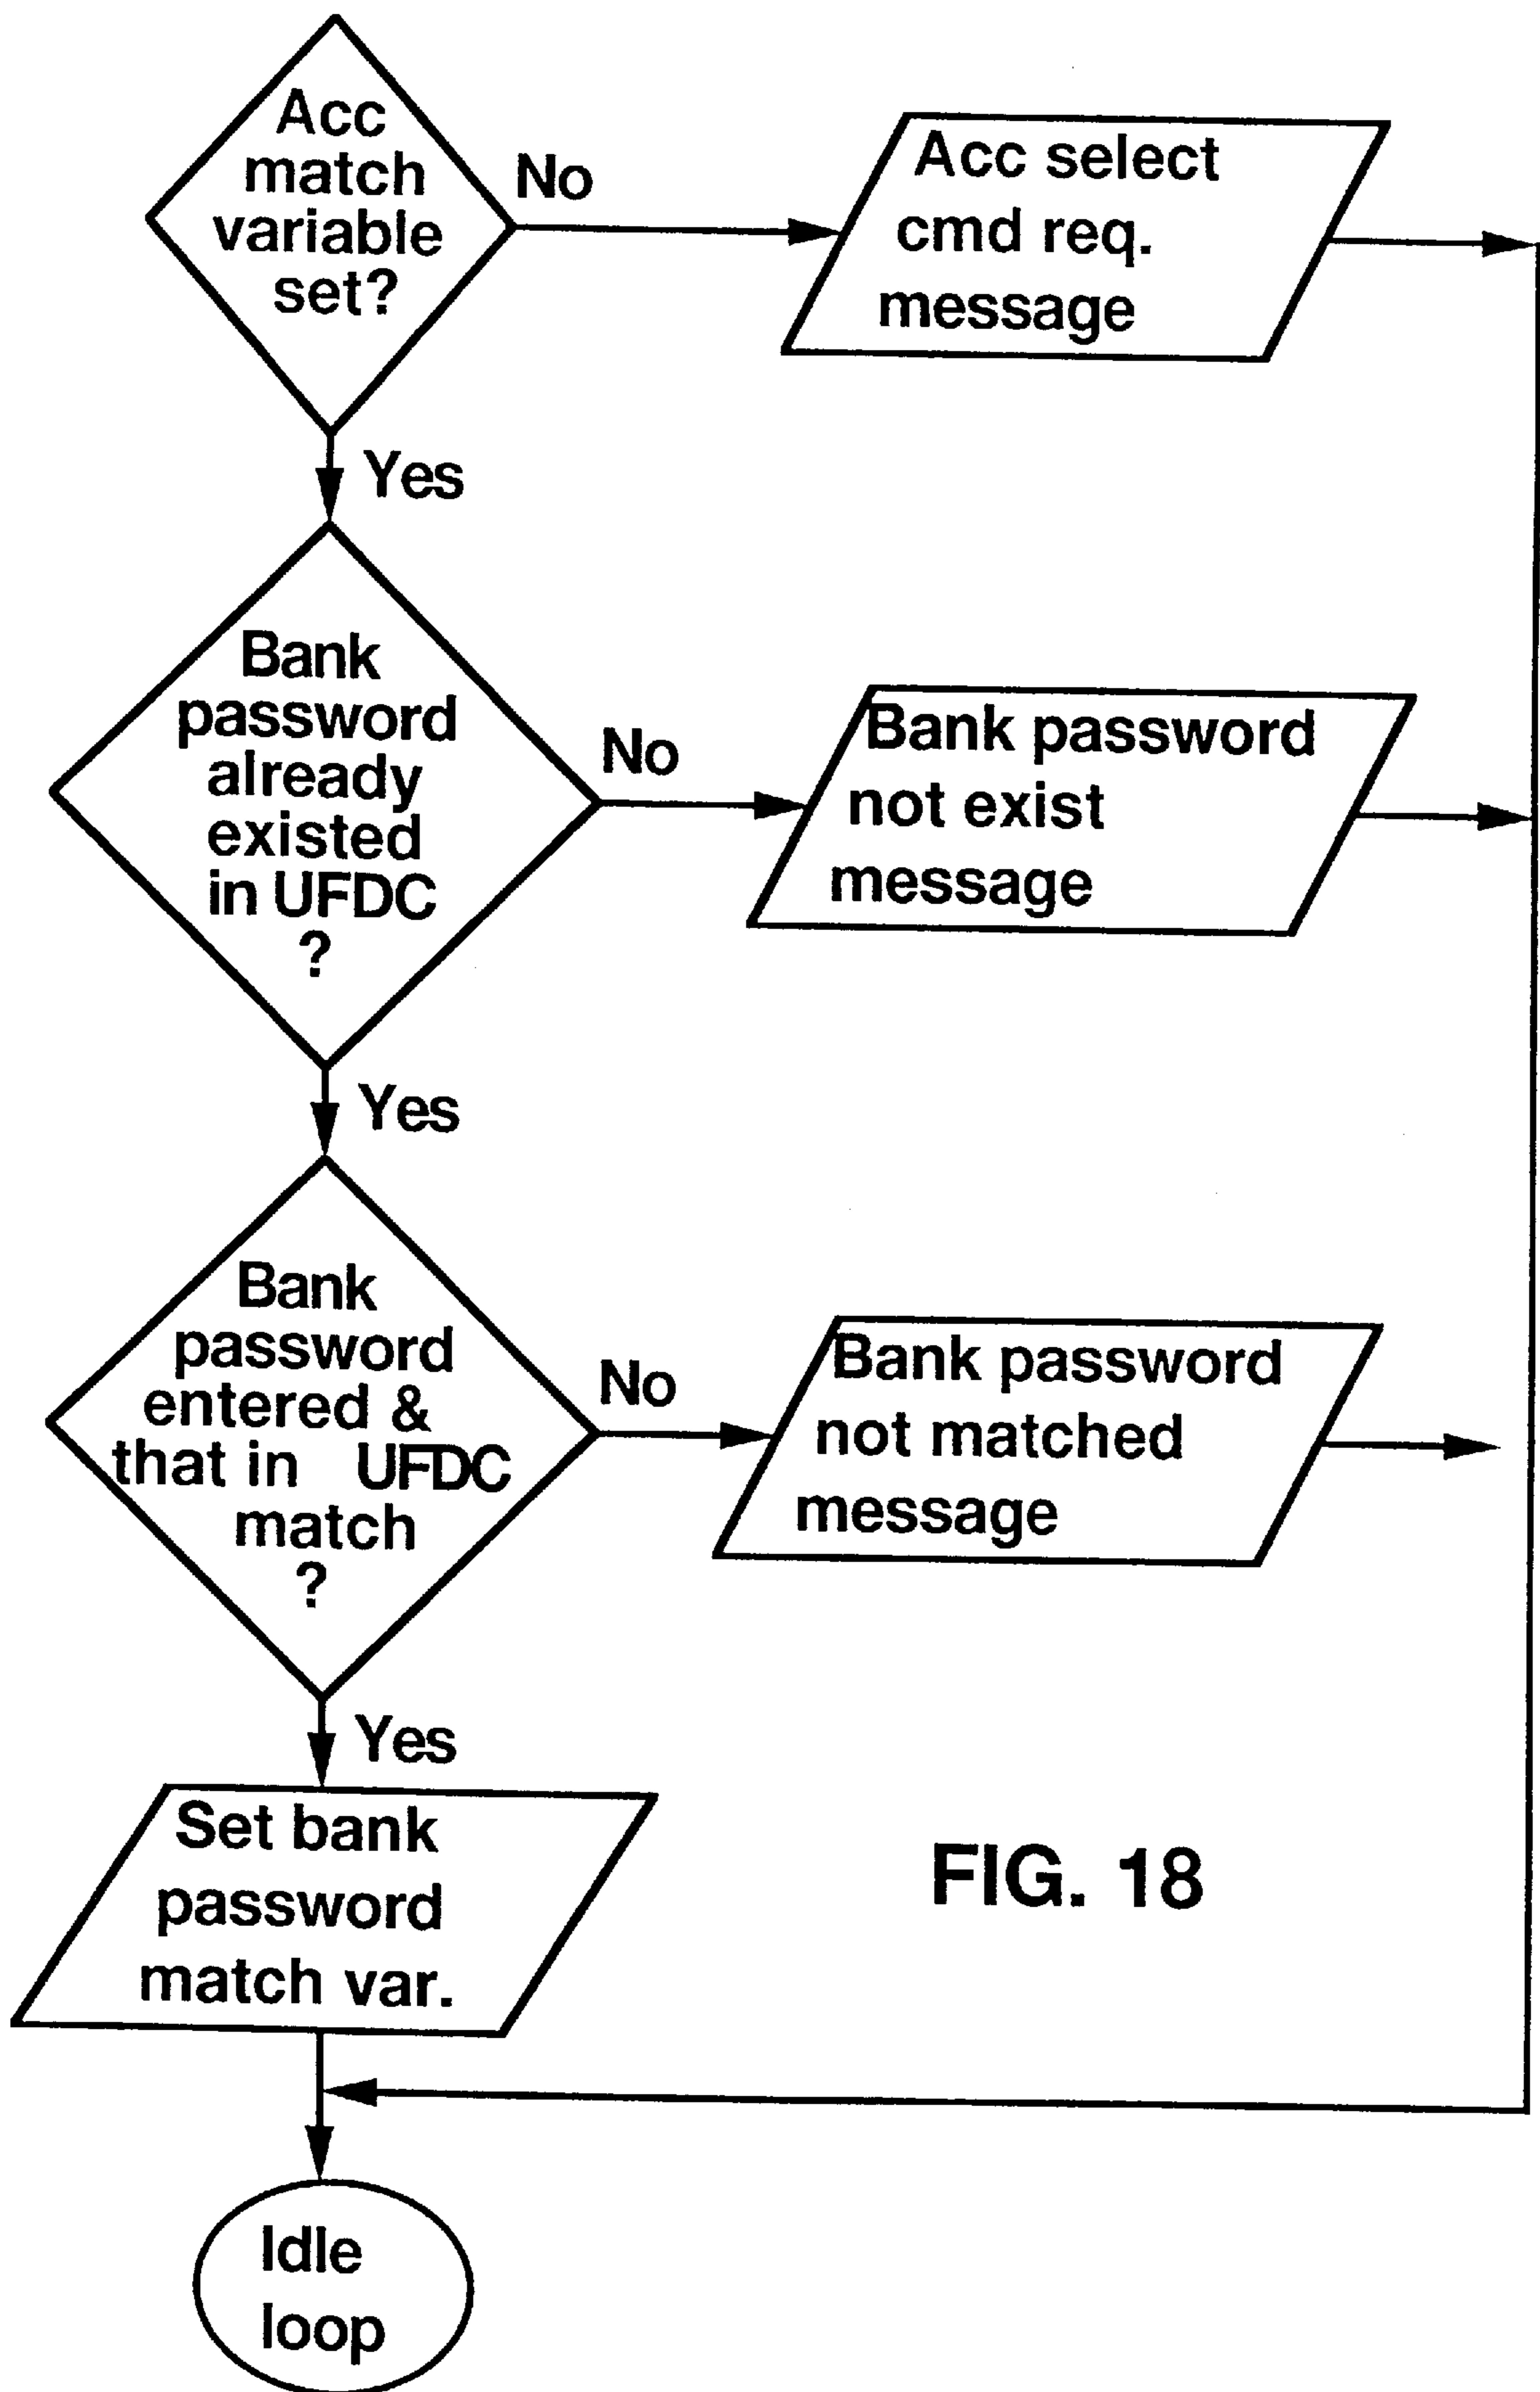 Acc
match
variable
set?
No
Acc select
cmd req.
message
Yes
Bank
password
already
existed
in UFDC
?
No
Bank password
not exist
message
Yes
Bank
password
entered &
that in UFDC
match
?
No
Bank password
not matched
message
Yes
Set bank
password
match var.
FIG. 18
Idle
loop